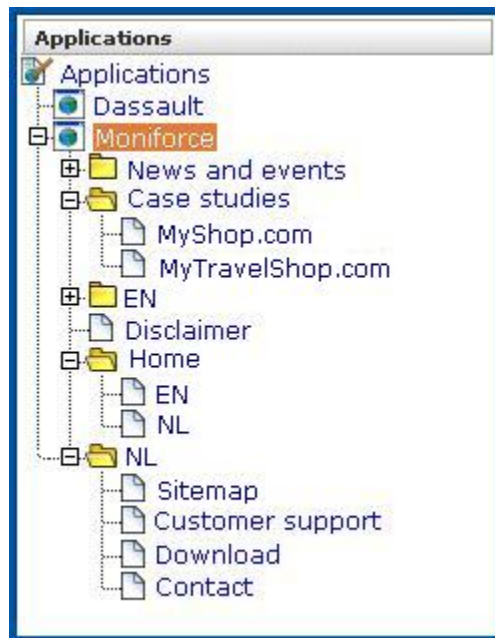 Applications
Applications
Dassault
Moniforce
News and events
Case studies
MyShop.com
MyTravelShop.com
EN
Disclaimer
Home
EN
NL
NL
Sitemap
Customer support
Download
Contact